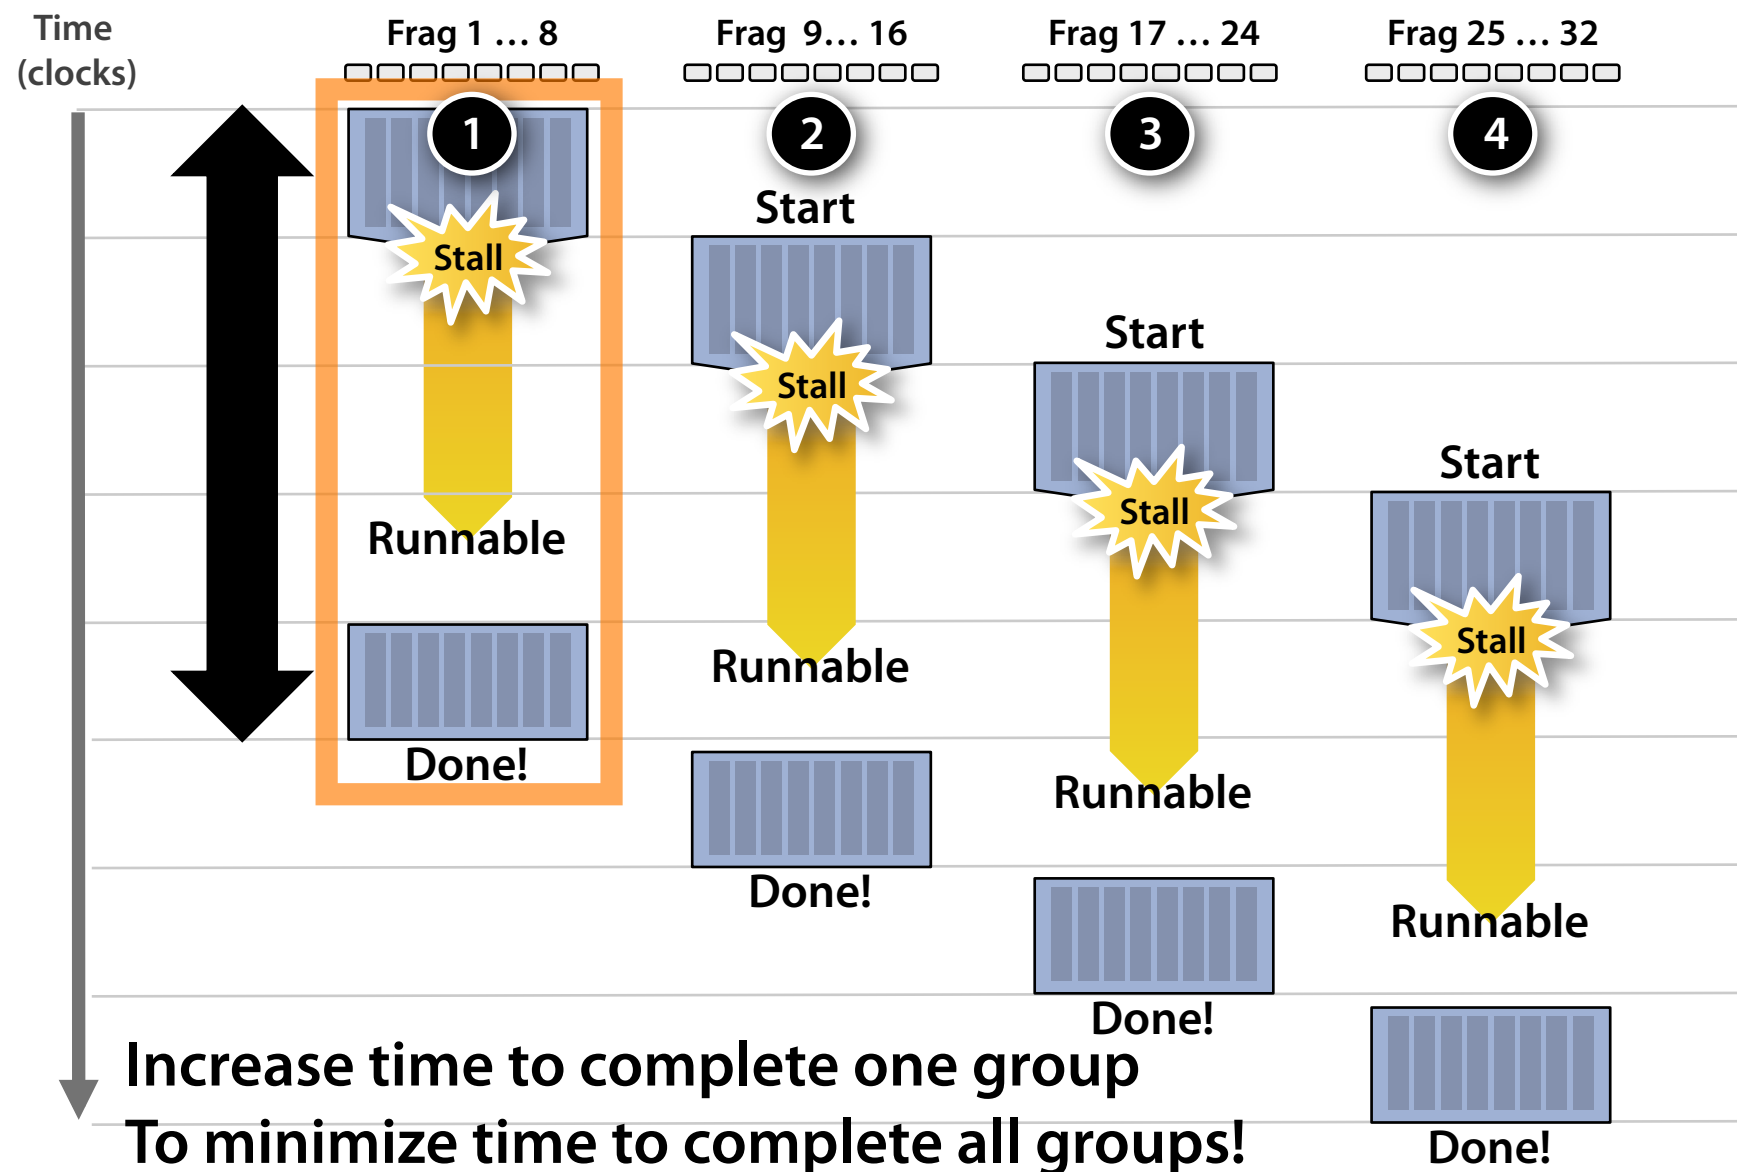 Time
(clocks)
Frag 1 … 8
Frag 9… 16
Frag 17 … 24
Frag 25 … 32
1
2
3
4
Start
Stall
Start
Stall
Start
Stall
Runnable
Stall
Runnable
Done!
Runnable
Done!
Runnable
Done!
Increase time to complete one group
To minimize time to complete all groups!
Done!